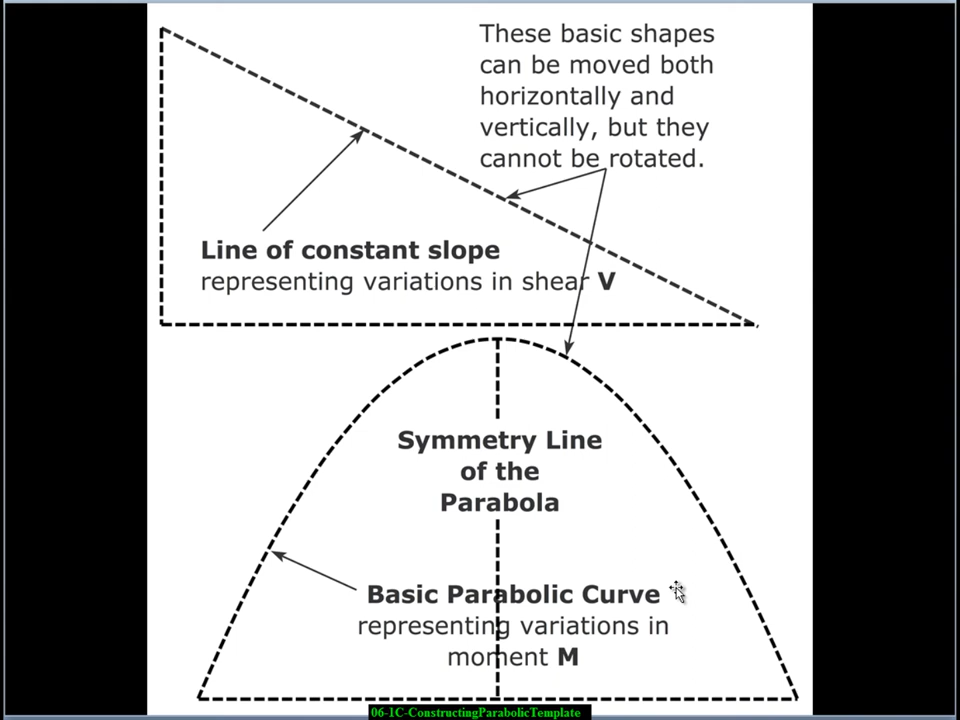 These basic shapes
can be moved both
horizontally and
vertically, but they
cannot be rotated.
Line of constant slope
representing variations in shear V
Symmetry Line
of the
Parabola
Basic Parabolic Curve
representing variations in
moment M
06-1C-ConstructingParabolicTemplate